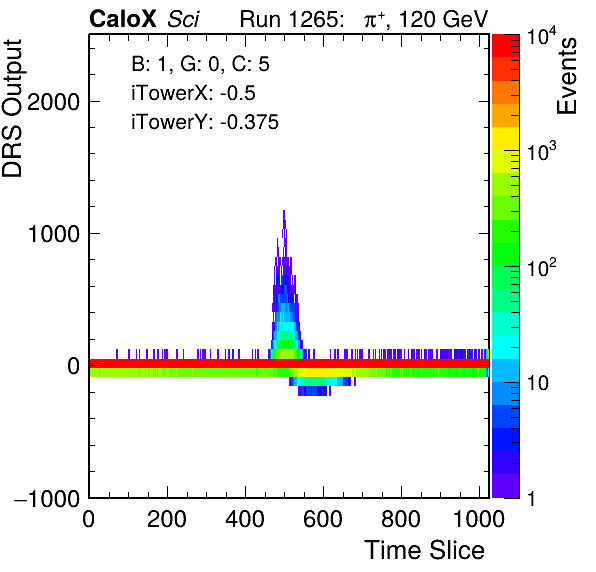 CaloX Sci Run 1265: π⁺, 120 GeV
B: 1, G: 0, C: 5
iTowerX: -0.5
iTowerY: -0.375
DRS Output
2000
1000
0
−1000
0 200 400 600 800 1000
Time Slice
Events
10⁴
10³
10²
10
1